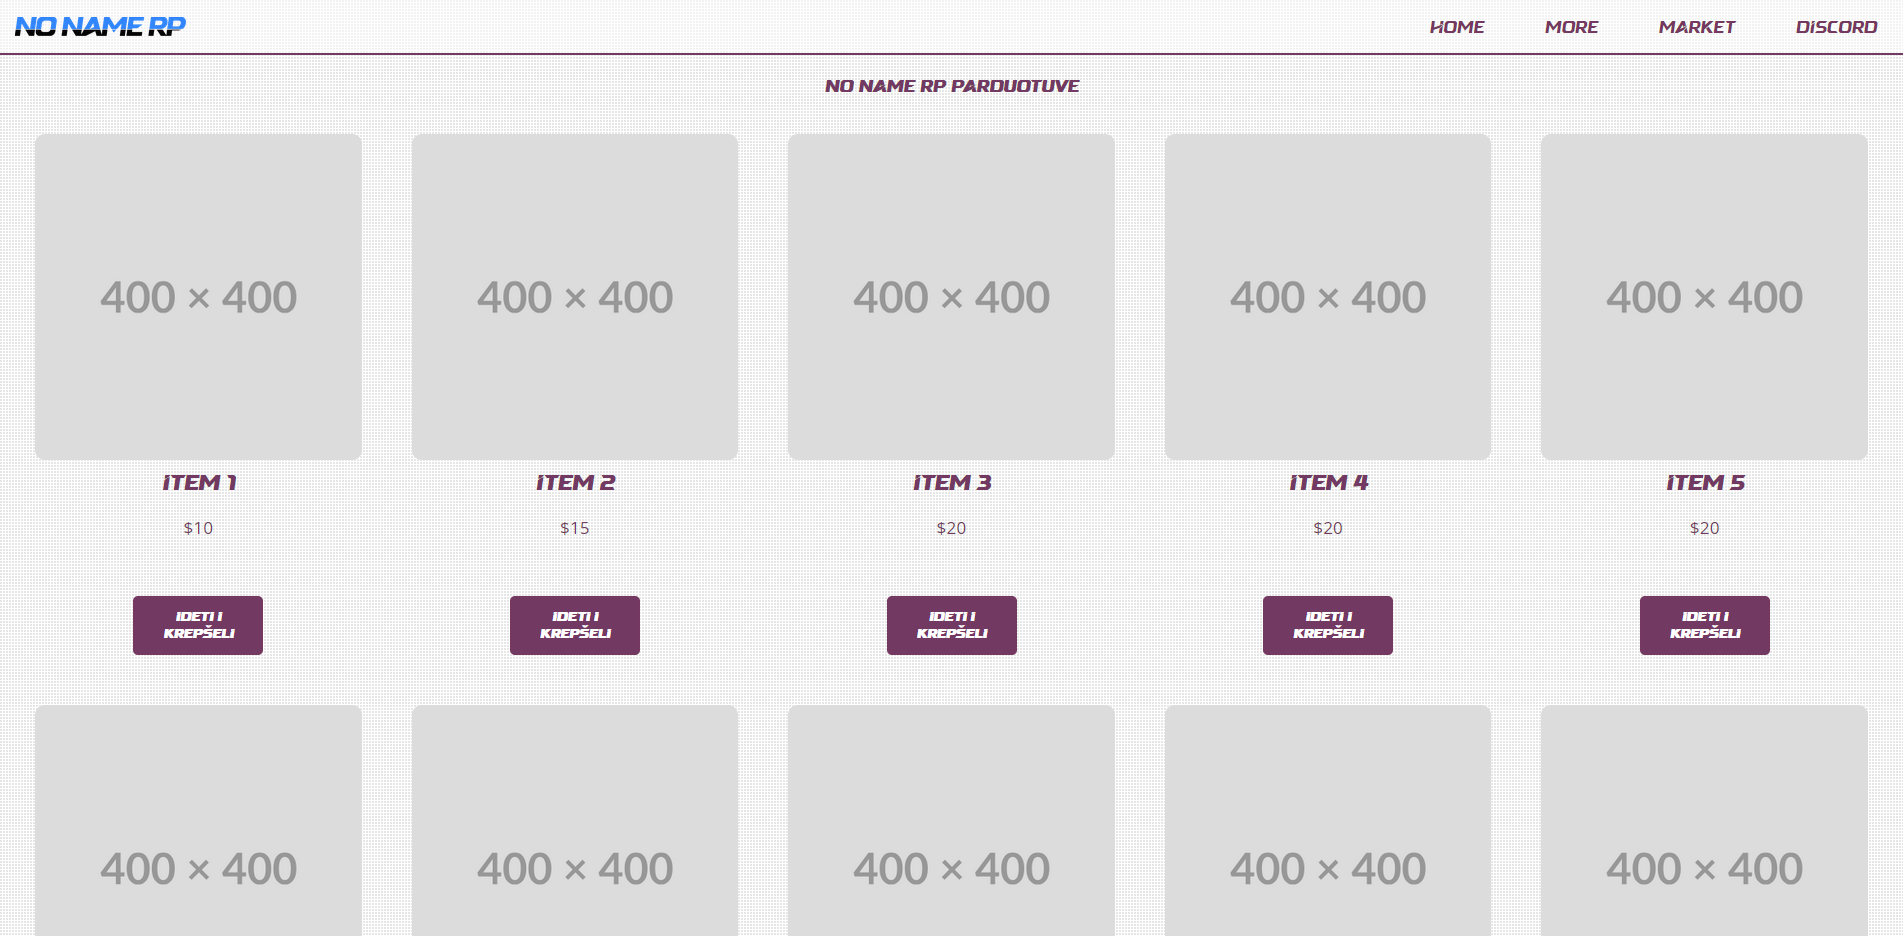 NO NAME RP
HOME MORE MARKET DISCORD
NO NAME RP PARDUOTUVE
400 × 400 400 × 400 400 × 400 400 × 400 400 × 400
ITEM 1 ITEM 2 ITEM 3 ITEM 4 ITEM 5
$10 $15 $20 $20 $20
IDETI I
KREPŠELI
IDETI I
KREPŠELI
IDETI I
KREPŠELI
IDETI I
KREPŠELI
IDETI I
KREPŠELI
400 × 400 400 × 400 400 × 400 400 × 400 400 × 400